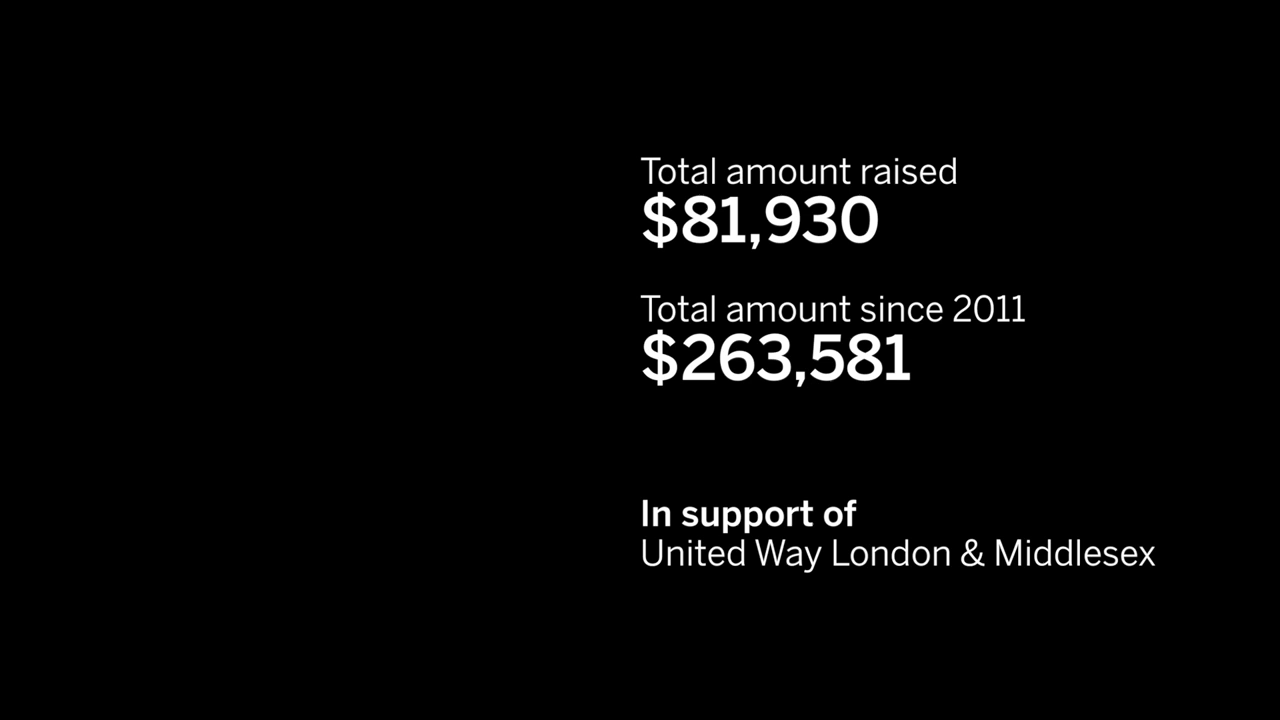 Total amount raised
$81,930
Total amount since 2011
$263,581
In support of
United Way London & Middlesex